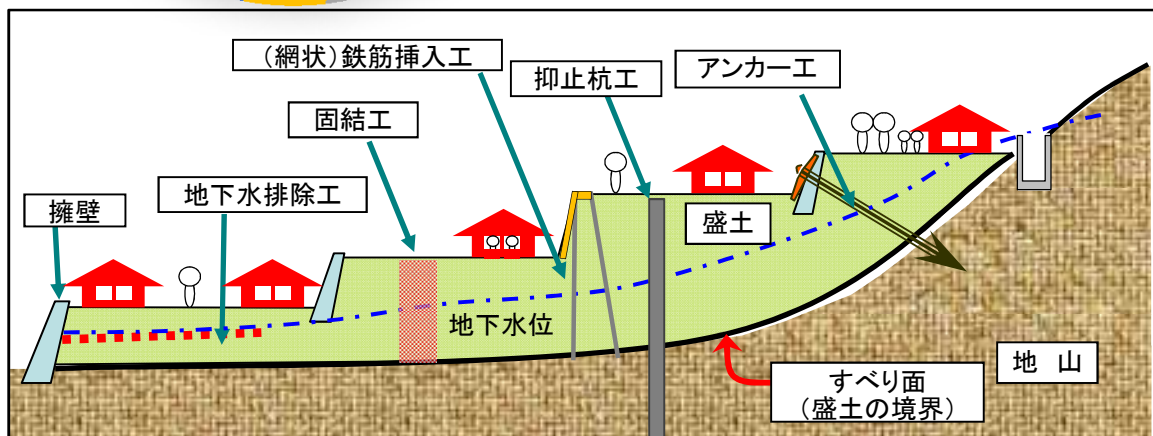 （網状）鉄筋挿入工
抑止杭工
アンカー工
固結工
地下水排除工
擁壁
盛土
地下水位
地　山
すべり面
（盛土の境界）